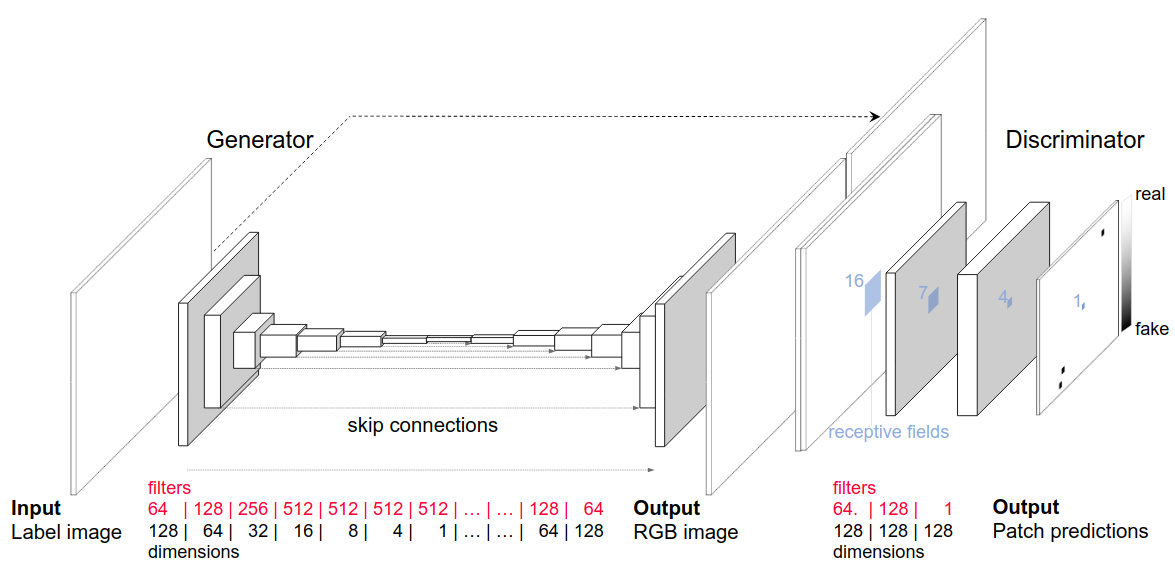 Generator
Discriminator
real
16
7
4
1
fake
skip connections
receptive fields
filters
64 | 128 | 256 | 512 | 512 | 512 | 512 | ... | ... | 128 | 64
128 | 64 | 32 | 16 | 8 | 4 | 1 | ... | ... | 64 | 128
dimensions
Input
Label image
Output
RGB image
filters
64. | 128 | 1
128 | 128 | 128
dimensions
Output
Patch predictions